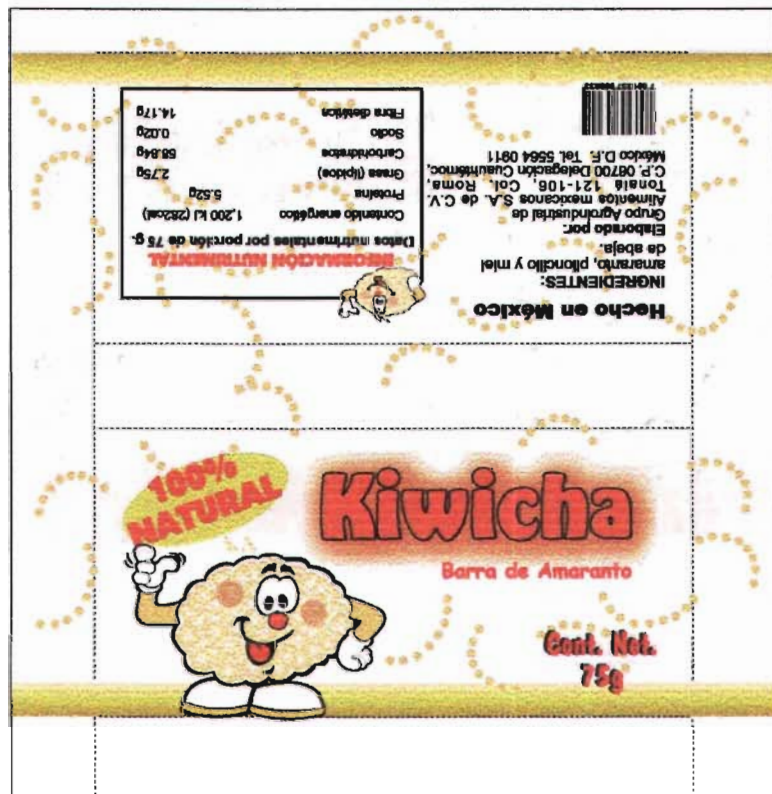 100%
NATURAL
Kiwicha
Barra de Amaranto
Cont. Net.
75g
Hecho en México
INGREDIENTES:
amaranto, piloncillo y miel
de abeja.
Elaborado por:
Grupo Agroindustrial de
Alimentos mexicanos S.A. de C.V.
Tonalá 121-106, Col. Roma,
C.P. 06700 Delegación Cuauhtémoc,
México D.F. Tel. 5564 0911
INFORMACIÓN NUTRIMENTAL
Datos nutrimentales por porción de 75 g.
Contenido energético 1,200 kJ (282cal)
Proteína 5.52g
Grasa (lípidos) 2.75g
Carbohidratos 58.84g
Sodio 0.02g
Fibra dietética 14.17g